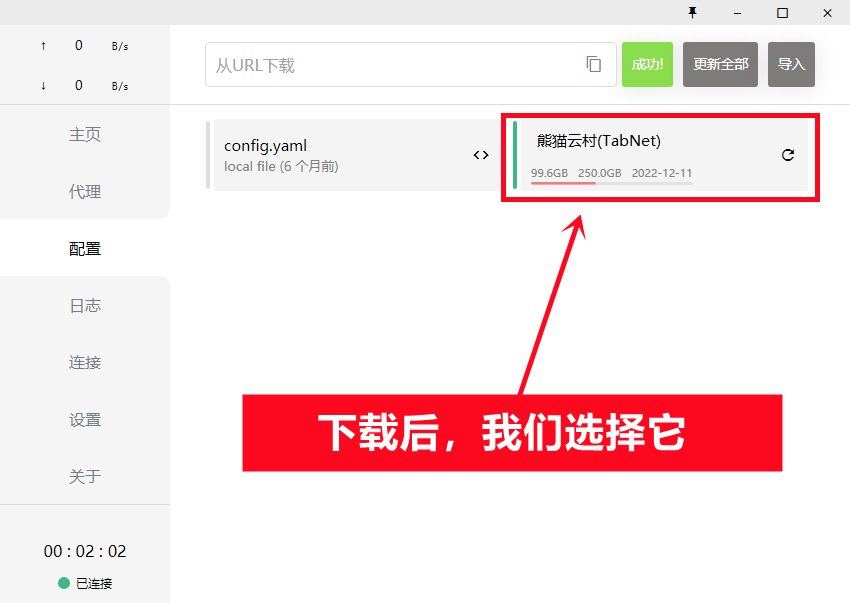 ↑ 0 B/s
↓ 0 B/s
主页
代理
配置
日志
连接
设置
关于
00 : 02 : 02
已连接
从URL下载
成功!
更新全部
导入
config.yaml
local file (6 个月前)
熊猫云村(TabNet)
99.6GB 250.0GB 2022-12-11
下载后，我们选择它